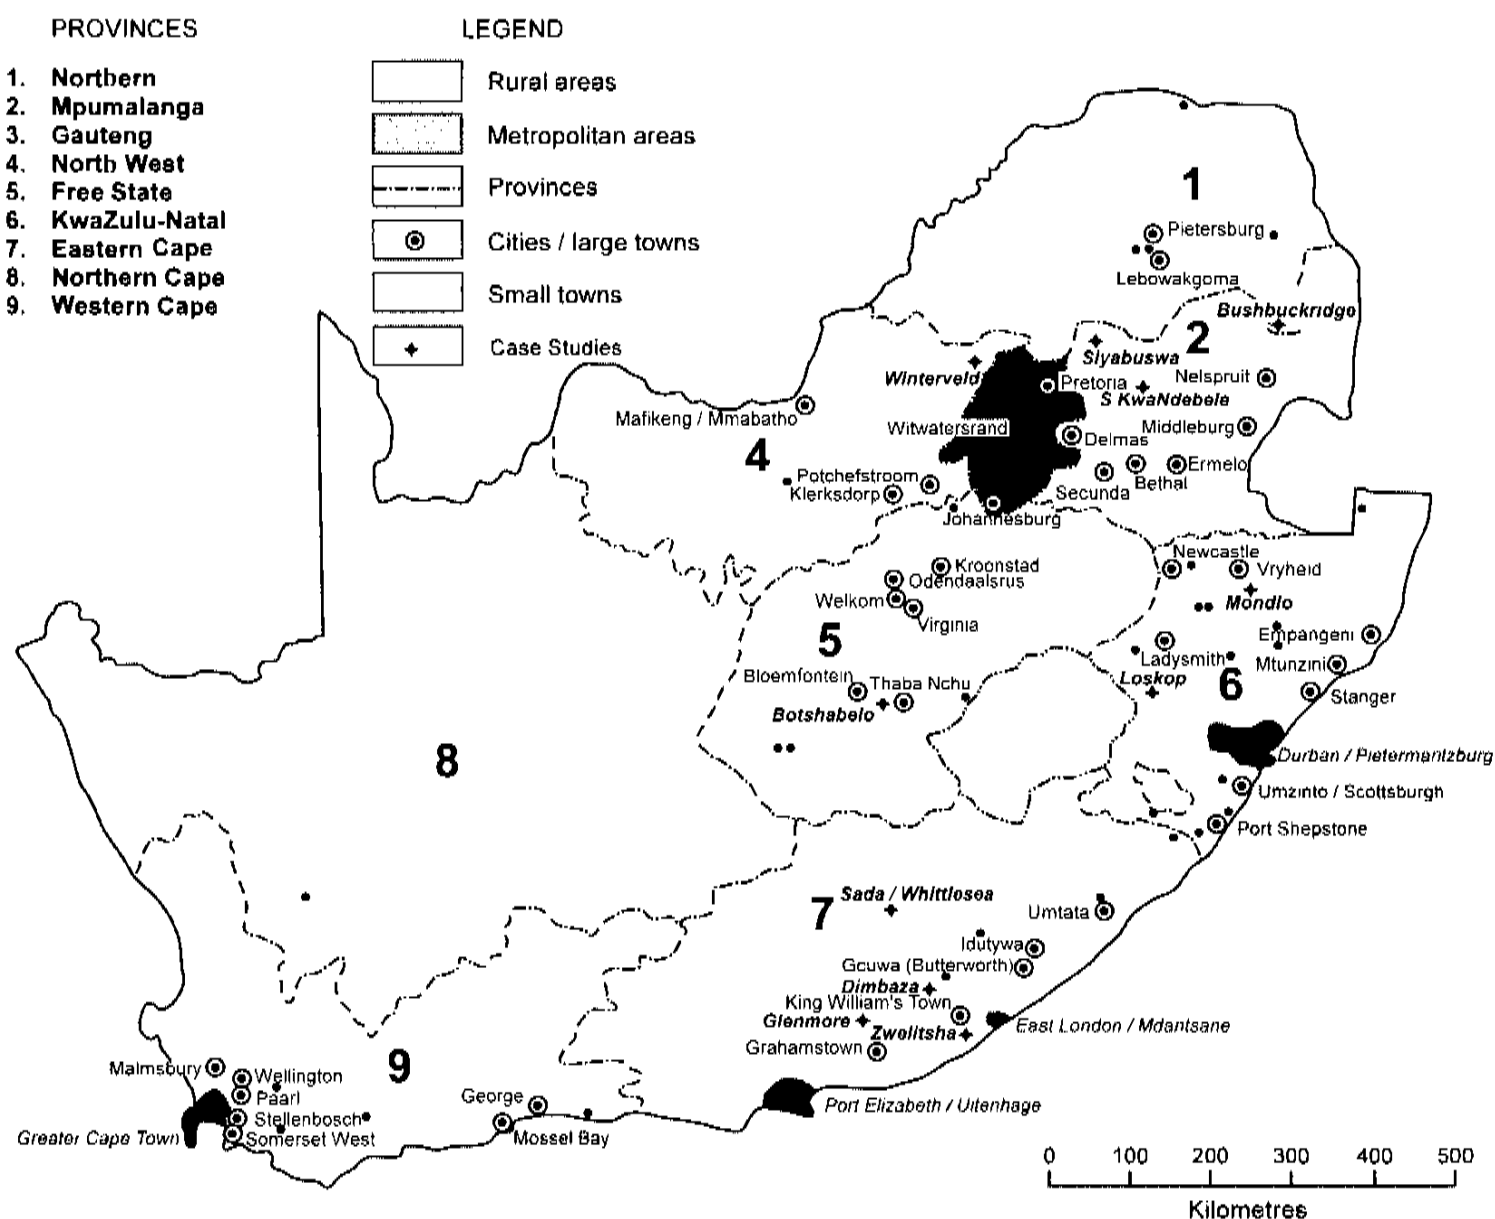 PROVINCES
1. Northern
2. Mpumalanga
3. Gauteng
4. North West
5. Free State
6. KwaZulu-Natal
7. Eastern Cape
8. Northern Cape
9. Western Cape
LEGEND
Rural areas
Metropolitan areas
Provinces
Cities / large towns
Small towns
Case Studies
1
Pietersburg
Lebowakgoma
Bushbuckridge
2
Siyabuswa
Winterveld
Pretoria
Nelspruit
S KwaNdebele
Mafikeng / Mmabatho
Witwatersrand
Delmas
Middleburg
4
Potchefstroom
Klerksdorp
Secunda
Bethal
Ermelo
Johannesburg
Newcastle
Vryheid
Kroonstad
Odendaalsrus
Welkom
Virginia
Mondlo
5
Empangeni
Ladysmith
Mtunzini
Loskop
6
Stanger
Bloemfontein
Thaba Nchu
Botshabelo
8
Durban / Pietermaritzburg
Umzinto / Scottsburgh
Port Shepstone
7
Sada / Whittlesea
Umtata
Idutywa
Gcuwa (Butterworth)
Dimbaza
King William's Town
Glenmore
Zwelitsha
East London / Mdantsane
Grahamstown
9
Malmsbury
Wellington
Paarl
Stellenbosch
Somerset West
Greater Cape Town
George
Mossel Bay
Port Elizabeth / Uitenhage
0 100 200 300 400 500
Kilometres